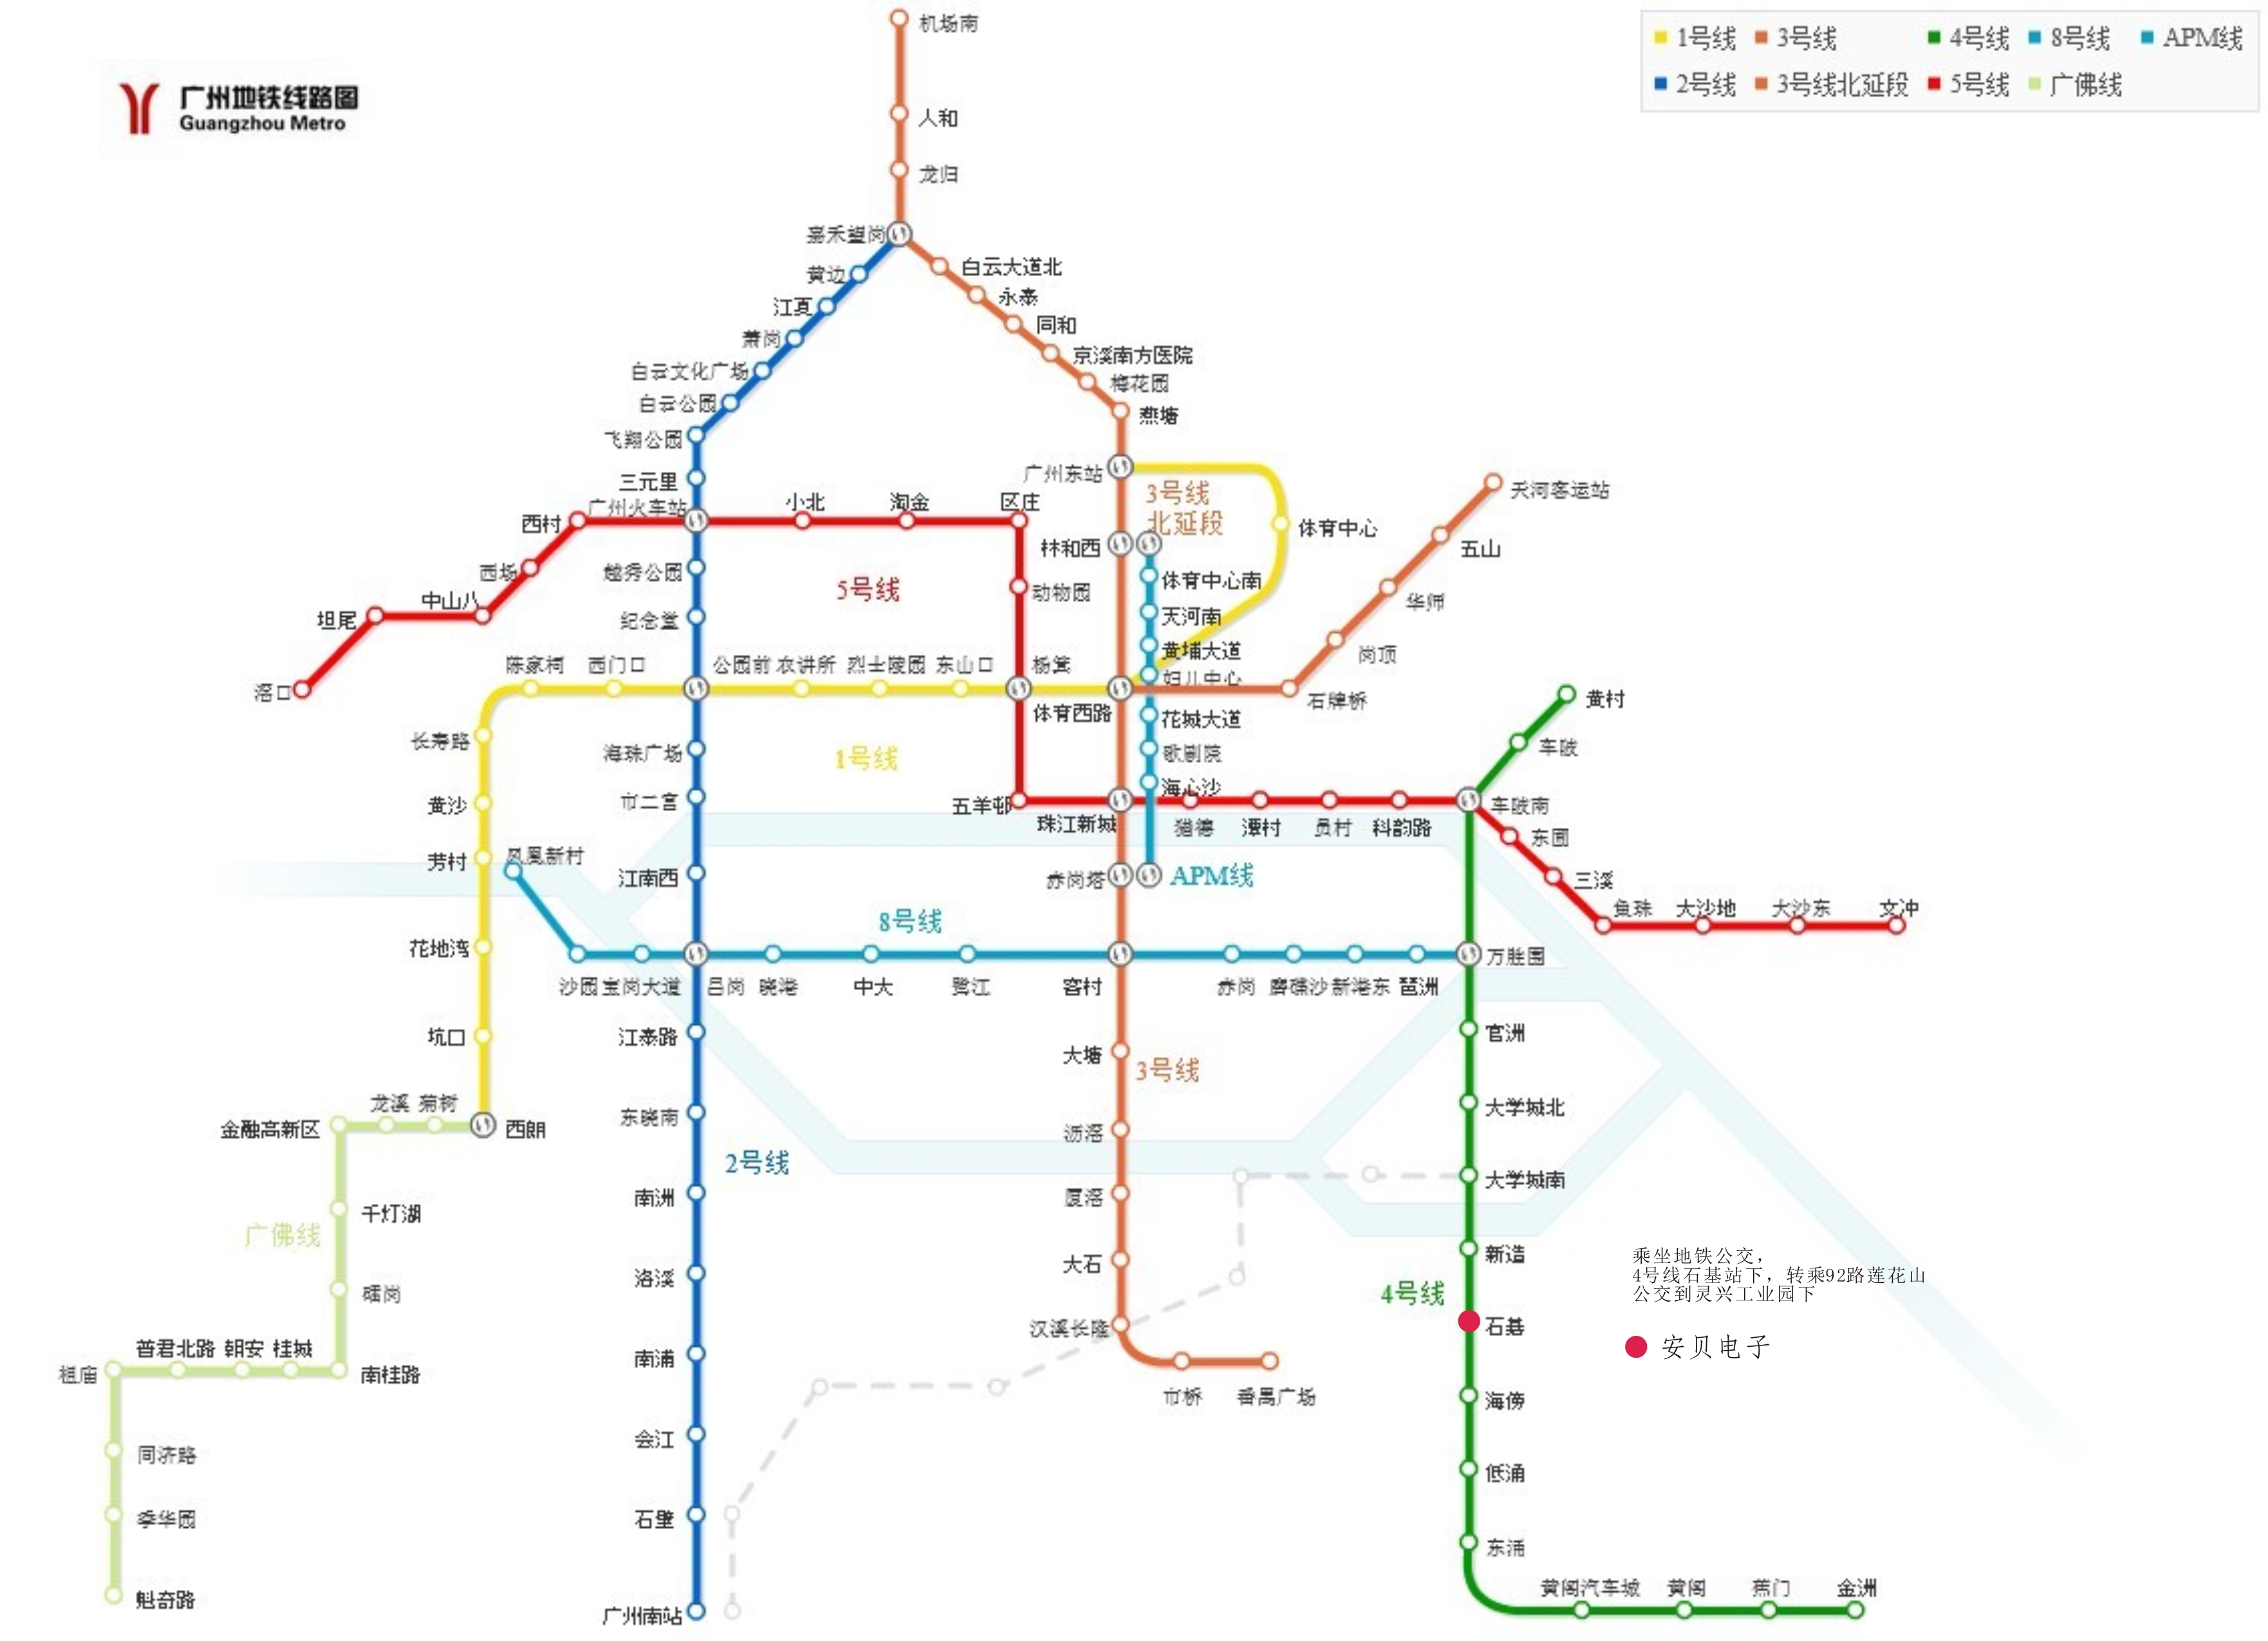 广州地铁线路图
Guangzhou Metro
1号线
3号线
4号线
8号线
APM线
2号线
3号线北延段
5号线
广佛线
机场南
人和
龙归
嘉禾望岗
黄边
白云大道北
江夏
永泰
萧岗
同和
白云文化广场
京溪南方医院
白云公园
梅花园
飞翔公园
燕塘
三元里
广州东站
3号线
北延段
天河客运站
广州火车站
小北
淘金
区庄
西村
体育中心
林和西
五山
西场
越秀公园
体育中心南
5号线
动物园
中山八
华师
坦尾
纪念堂
天河南
黄埔大道
岗顶
陈家祠
西门口
公园前
农讲所
烈士陵园
东山口
杨箕
妇儿中心
滘口
体育西路
石牌桥
黄村
花城大道
长寿路
海珠广场
1号线
歌剧院
车陂
海心沙
黄沙
市二宫
五羊邨
车陂南
珠江新城
猎德
潭村
员村
科韵路
东圃
凤凰新村
芳村
江南西
赤岗塔
APM线
三溪
8号线
鱼珠
大沙地
大沙东
文冲
花地湾
万胜围
沙园
宝岗大道
昌岗
晓港
中大
鹭江
客村
赤岗
磨碟沙
新港东
琶洲
坑口
江泰路
大塘
3号线
官洲
龙溪
菊树
金融高新区
西朗
东晓南
沥滘
大学城北
2号线
南洲
厦滘
大学城南
千灯湖
广佛线
洛溪
大石
新造
乘坐地铁公交,
4号线石基站下, 转乘92路莲花山
公交到灵兴工业园下
礌岗
4号线
汉溪长隆
石碁
安贝电子
普君北路
朝安
桂城
祖庙
南桂路
南浦
市桥
番禺广场
海傍
同济路
会江
低涌
季华园
石壁
东涌
魁奇路
广州南站
黄阁汽车城
黄阁
蕉门
金洲